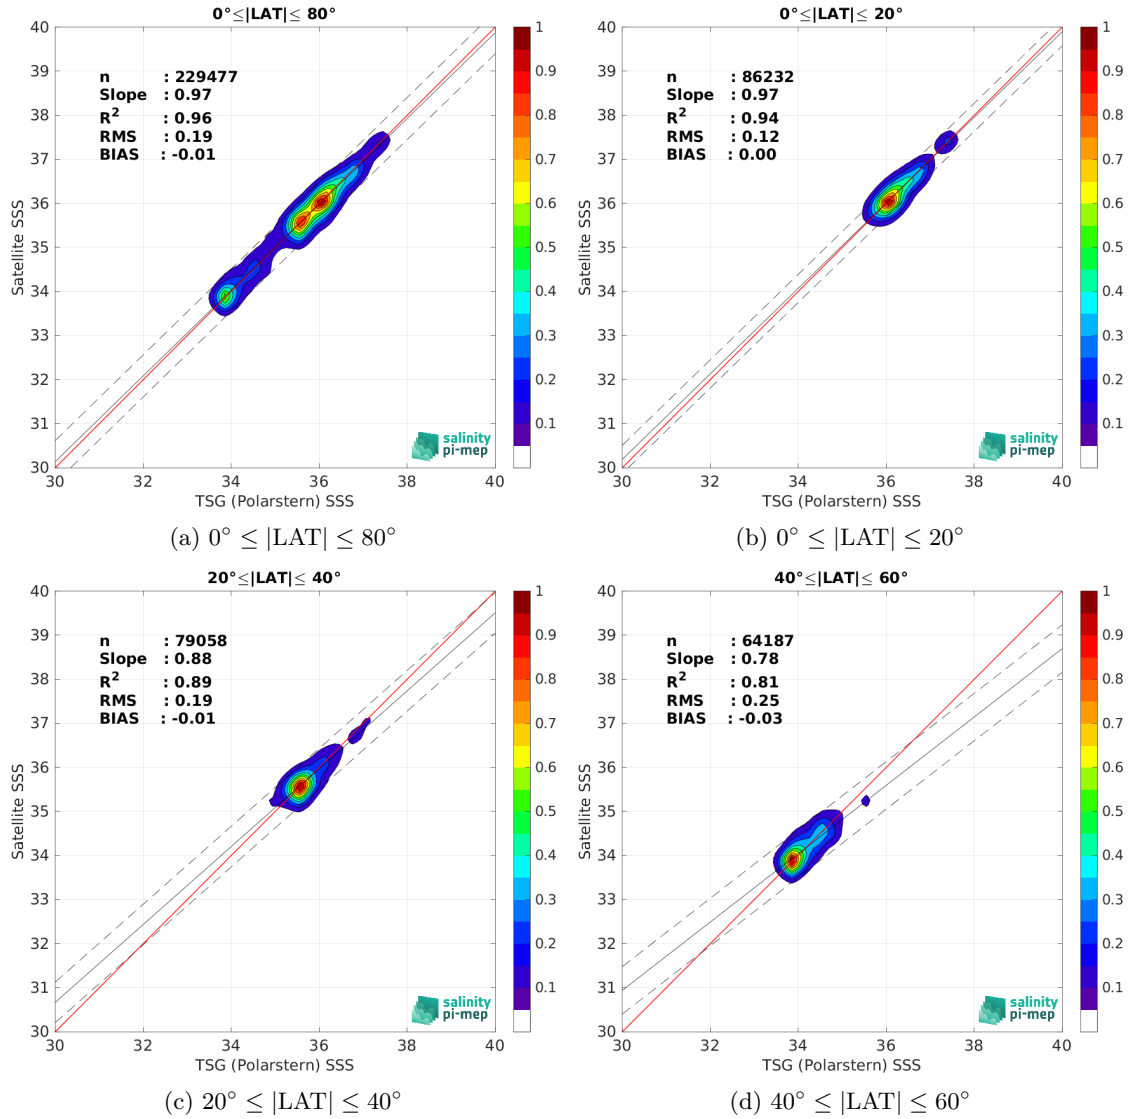 0°≤|LAT|≤ 80°
n : 229477
Slope : 0.97
R² : 0.96
RMS : 0.19
BIAS : -0.01
Satellite SSS
40
39
38
37
36
35
34
33
32
31
30
30 32 34 36 38 40
TSG (Polarstern) SSS
1
0.9
0.8
0.7
0.6
0.5
0.4
0.3
0.2
0.1
salinity
pi-mep
(a) 0° ≤ |LAT| ≤ 80°
0°≤|LAT|≤ 20°
n : 86232
Slope : 0.97
R² : 0.94
RMS : 0.12
BIAS : 0.00
Satellite SSS
40
39
38
37
36
35
34
33
32
31
30
30 32 34 36 38 40
TSG (Polarstern) SSS
1
0.9
0.8
0.7
0.6
0.5
0.4
0.3
0.2
0.1
salinity
pi-mep
(b) 0° ≤ |LAT| ≤ 20°
20°≤|LAT|≤ 40°
n : 79058
Slope : 0.88
R² : 0.89
RMS : 0.19
BIAS : -0.01
Satellite SSS
40
39
38
37
36
35
34
33
32
31
30
30 32 34 36 38 40
TSG (Polarstern) SSS
1
0.9
0.8
0.7
0.6
0.5
0.4
0.3
0.2
0.1
salinity
pi-mep
(c) 20° ≤ |LAT| ≤ 40°
40°≤|LAT|≤ 60°
n : 64187
Slope : 0.78
R² : 0.81
RMS : 0.25
BIAS : -0.03
Satellite SSS
40
39
38
37
36
35
34
33
32
31
30
30 32 34 36 38 40
TSG (Polarstern) SSS
1
0.9
0.8
0.7
0.6
0.5
0.4
0.3
0.2
0.1
salinity
pi-mep
(d) 40° ≤ |LAT| ≤ 60°